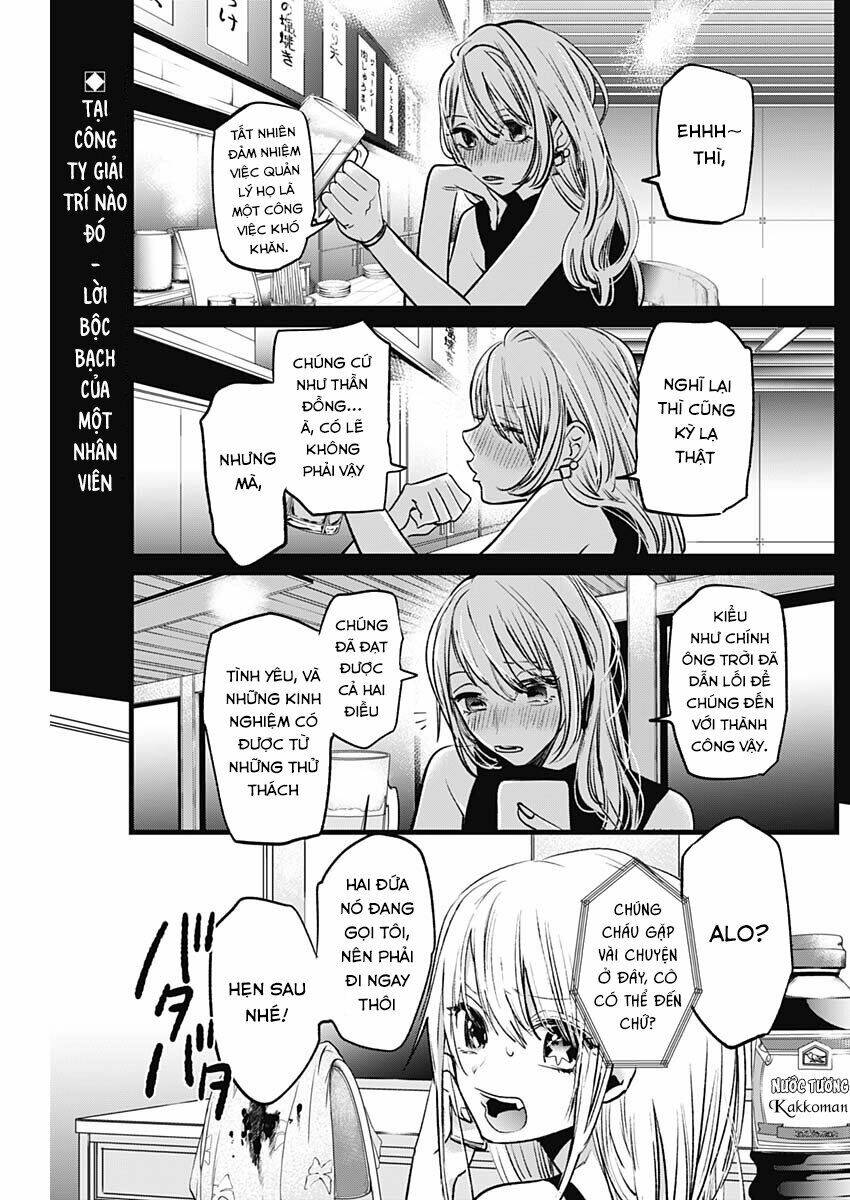 ◆ TẠI
CÔNG
TY GIẢI
TRÍ NÀO
ĐÓ
-
LỜI
BỘC
BẠCH
CỦA
MỘT
NHÂN
VIÊN
EHHH~
THÌ,
TẤT NHIÊN
ĐẢM NHIỆM
VIỆC QUẢN
LÝ HỌ LÀ
MỘT CÔNG
VIỆC KHÓ
KHĂN.
NGHĨ LẠI
THÌ CŨNG
KỲ LẠ
THẬT
CHÚNG CỨ
NHƯ THẦN
ĐỒNG...
À, CÓ LẼ
KHÔNG
PHẢI VẬY
NHƯNG
MÀ,
KIỂU
NHƯ CHÍNH
ÔNG TRỜI ĐÃ
DẪN LỐI ĐỂ
CHÚNG ĐẾN
VỚI THÀNH
CÔNG VẬY.
CHÚNG
ĐÃ ĐẠT
ĐƯỢC
CẢ HAI
ĐIỀU
TÌNH YÊU, VÀ
NHỮNG KINH
NGHIỆM CÓ
ĐƯỢC TỪ
NHỮNG THỬ
THÁCH
ALO?
CHÚNG
CHÁU GẶP
VÀI CHUYỆN
Ở ĐÂY, CÔ
CÓ THỂ ĐẾN
CHỨ?
HAI ĐỨA
NÓ ĐANG
GỌI TÔI,
NÊN PHẢI
ĐI NGAY
THÔI
HẸN SAU
NHÉ!
バタバタ
NƯỚC TƯƠNG
Kakkoman